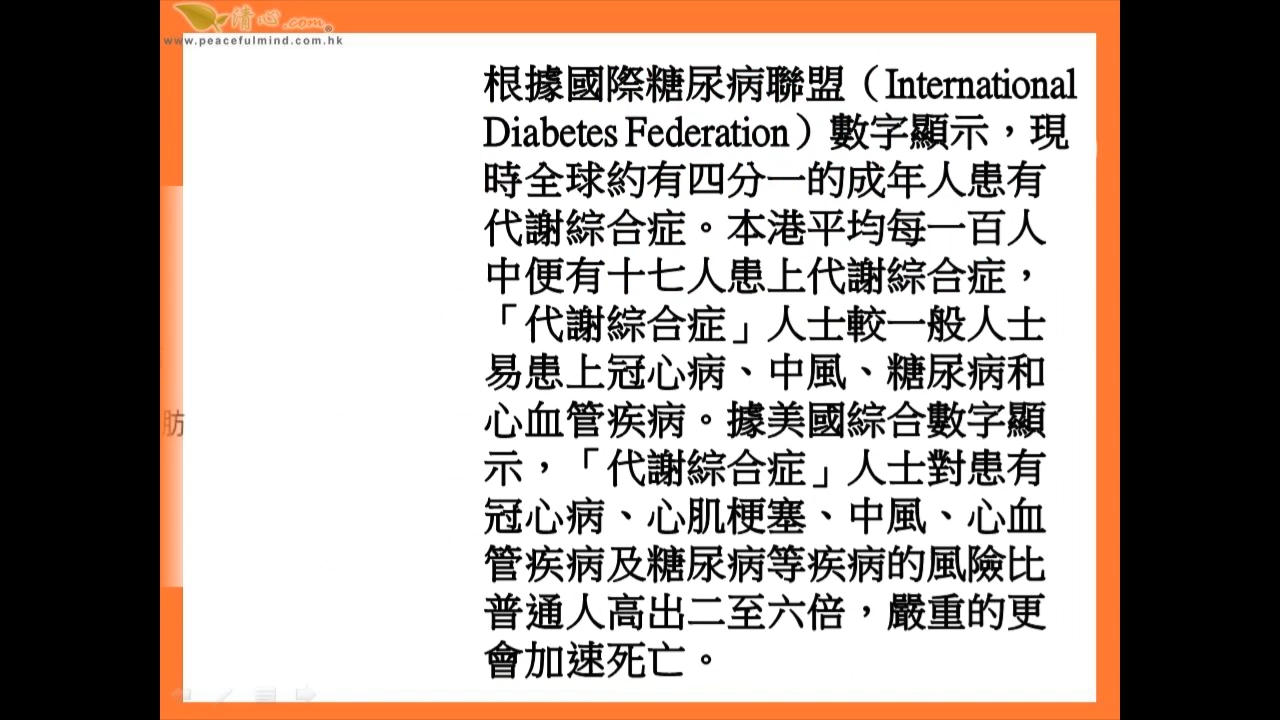 清心.com
www.peacefulmind.com.hk
根據國際糖尿病聯盟（International
Diabetes Federation）數字顯示，現
時全球約有四分一的成年人患有
代謝綜合症。本港平均每一百人
中便有十七人患上代謝綜合症，
「代謝綜合症」人士較一般人士
易患上冠心病、中風、糖尿病和
心血管疾病。據美國綜合數字顯
示，「代謝綜合症」人士對患有
冠心病、心肌梗塞、中風、心血
管疾病及糖尿病等疾病的風險比
普通人高出二至六倍，嚴重的更
會加速死亡。
肪